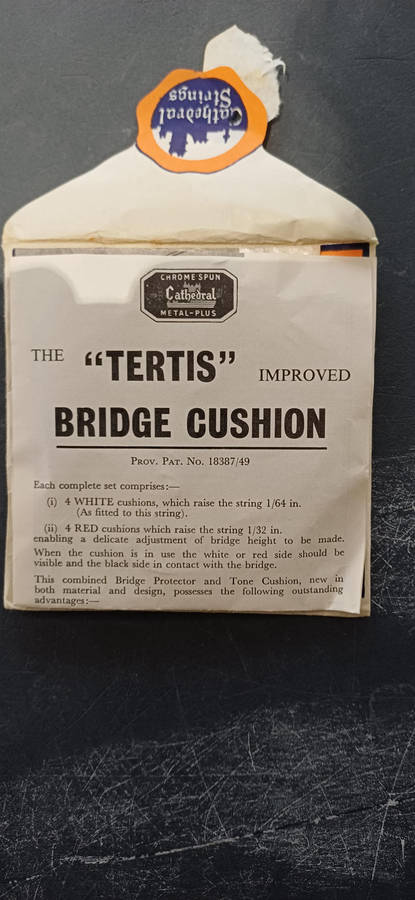 Cathedral
Strings
CHROME SPUN
Cathedral
METAL-PLUS
THE “TERTIS” IMPROVED
BRIDGE CUSHION
PROV. PAT. NO. 18387/49
Each complete set comprises:—
(i) 4 WHITE cushions, which raise the string 1/64 in.
(As fitted to this string).
(ii) 4 RED cushions which raise the string 1/32 in.
enabling a delicate adjustment of bridge height to be made.
When the cushion is in use the white or red side should be
visible and the black side in contact with the bridge.
This combined Bridge Protector and Tone Cushion, new in
both material and design, possesses the following outstanding
advantages:—